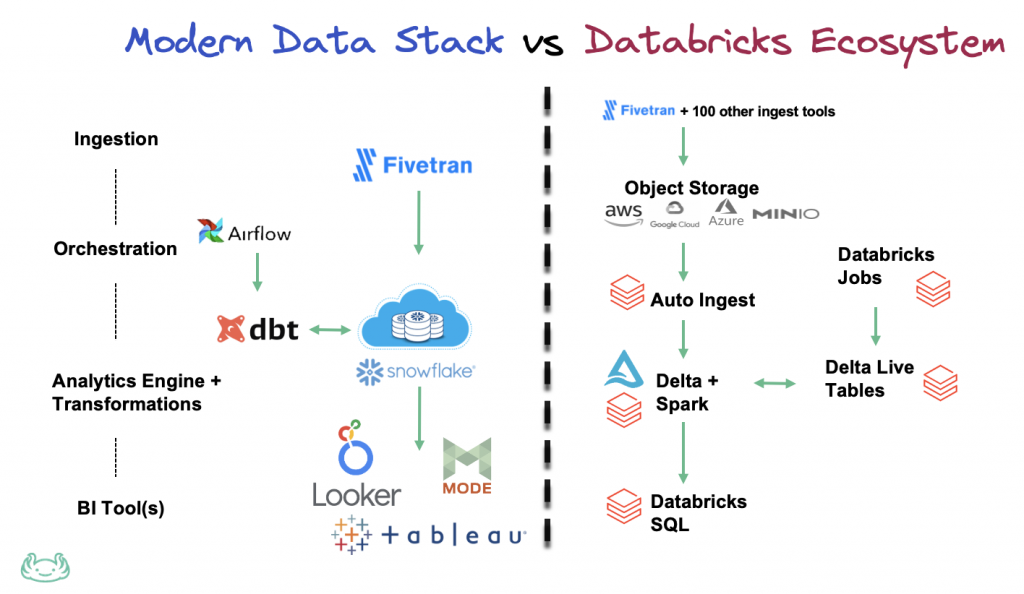 Modern Data Stack vs Databricks Ecosystem
Ingestion
Orchestration
Analytics Engine +
Transformations
BI Tool(s)
Fivetran
Airflow
dbt
snowflake®
Looker
MODE
+ableau®
Fivetran + 100 other ingest tools
Object Storage
aws
Google Cloud
Azure
MINIO
Auto Ingest
Databricks
Jobs
Delta +
Spark
Delta Live
Tables
Databricks
SQL